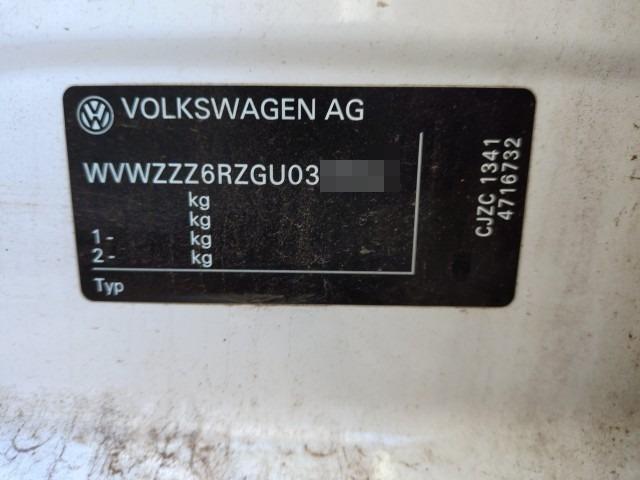 VOLKSWAGEN AG
WVWZZZ6RZGU03
kg
kg
1- kg
2- kg
Typ
CJZC 1341
4716732